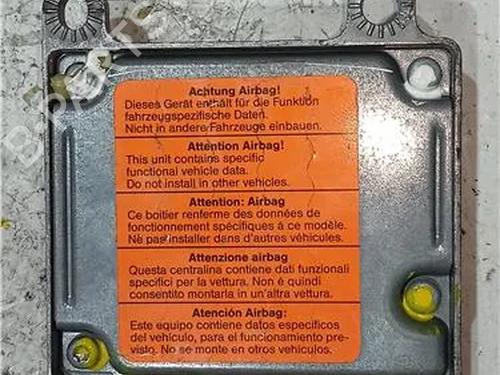 Achtung Airbag!
Dieses Gerät enthält für die Funktion
fahrzeugspezifische Daten.
Nicht in andere Fahrzeuge einbauen.
Attention Airbag!
This unit contains specific
functional vehicle data.
Do not install in other vehicles.
Attention: Airbag
Ce boitier renferme des données de
fonctionnement spécifiques à ce modèle.
Nè pas installer dans d'autres véhicules.
Attenzione airbag
Questa centralina contiene dati funzionali
specifici per la vettura. Non è quindi
consentito montarla in un'altra vettura.
Atención Airbag:
Este equipo contiene datos especificos
del vehículo, para el funcionamiento pre-
visto. No se monte en otros vehículos.
B-PARTS